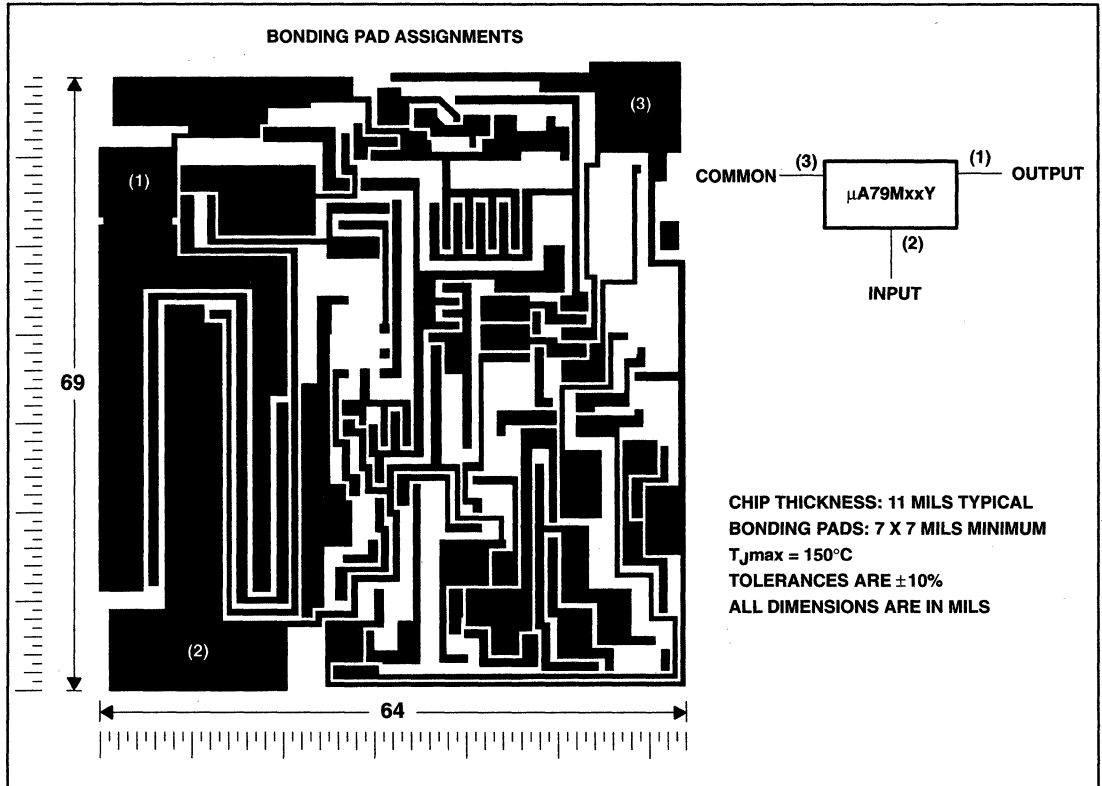 BONDING PAD ASSIGNMENTS
(3)
(1)
(2)
69
64
COMMON
(3)
µA79MxxY
(1)
OUTPUT
(2)
INPUT
CHIP THICKNESS: 11 MILS TYPICAL
BONDING PADS: 7 X 7 MILS MINIMUM
TJmax = 150°C
TOLERANCES ARE ±10%
ALL DIMENSIONS ARE IN MILS